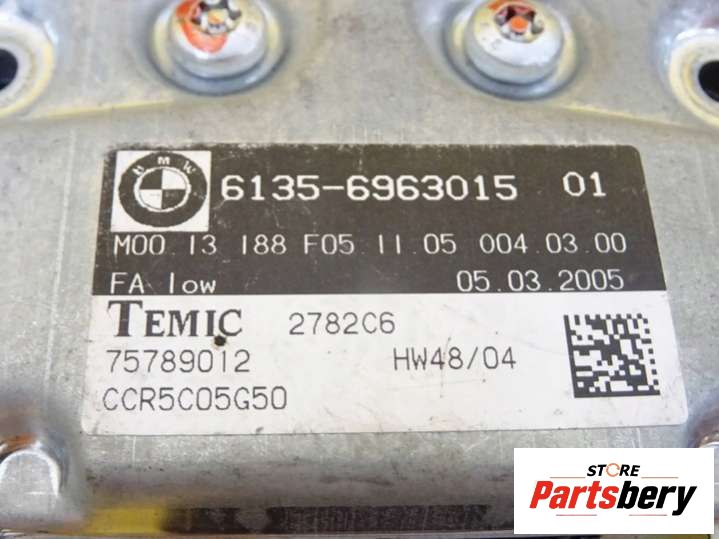 BMW
6135-6963015 01
M00 13 188 F05 11 05 004 03 00
FA low 05.03.2005
TEMIC 2782C6
75789012 HW48/04
CCR5C05G50
STORE
Partsbery